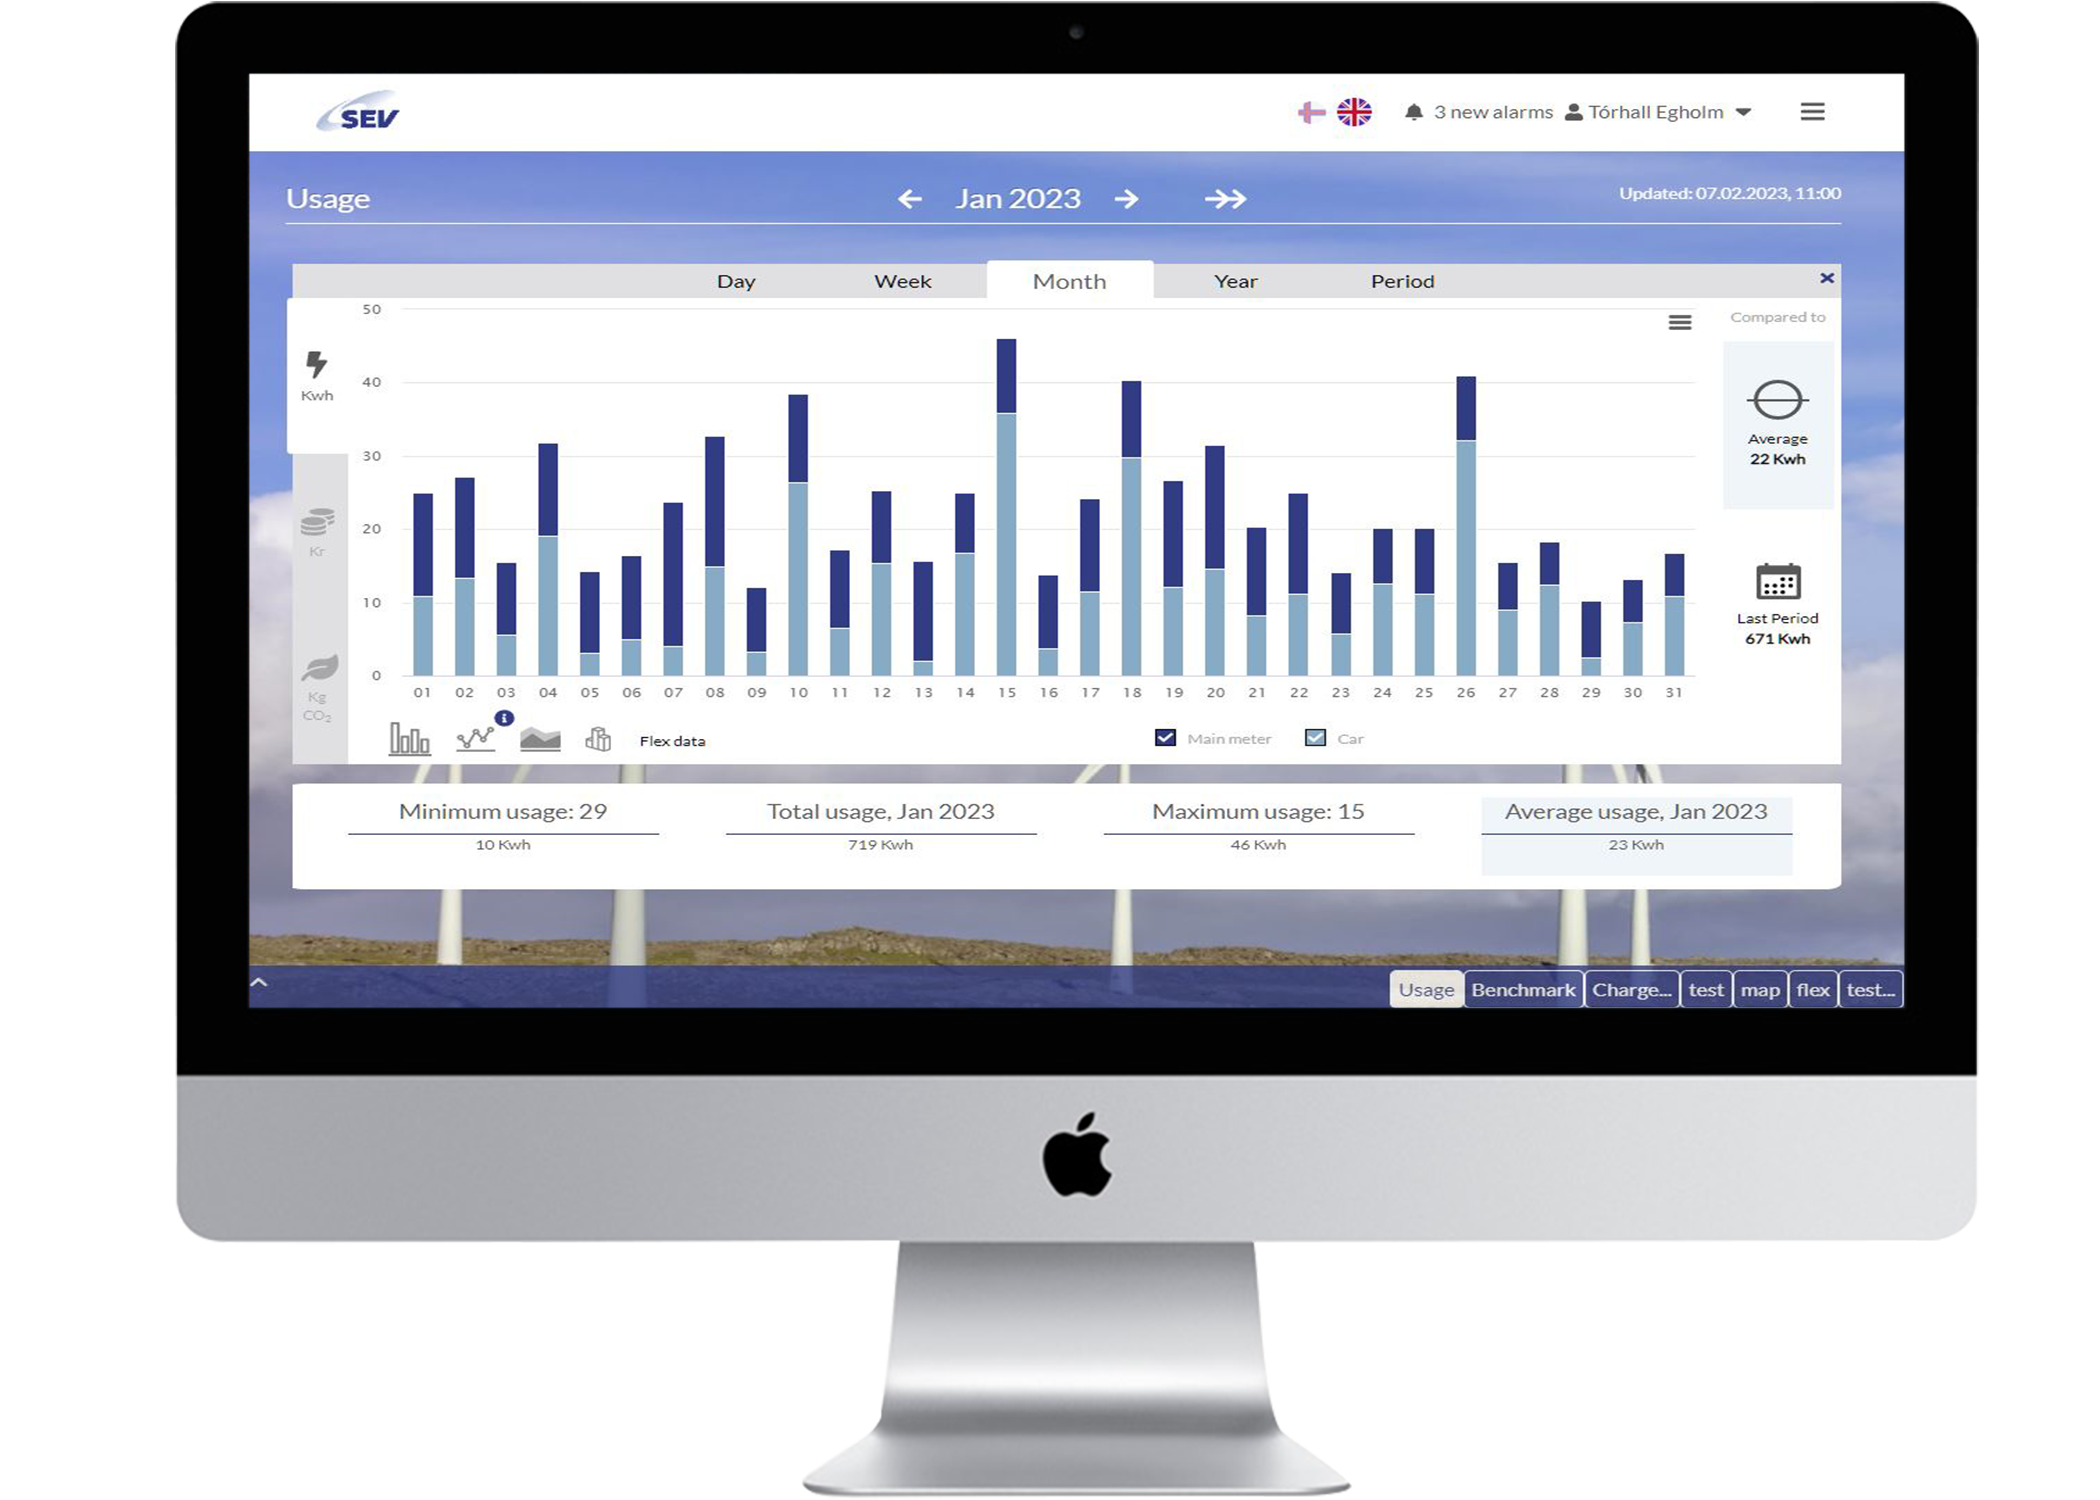 SEV
3 new alarms Tórhall Egholm
Usage
Jan 2023
Updated: 07.02.2023, 11:00
Day Week Month Year Period
Compared to
50
40
30
20
10
0
Kwh
Kr
Kg
CO₂
01 02 03 04 05 06 07 08 09 10 11 12 13 14 15 16 17 18 19 20 21 22 23 24 25 26 27 28 29 30 31
Average
22 Kwh
Last Period
671 Kwh
i
Flex data
Main meter Car
Minimum usage: 29
10 Kwh
Total usage, Jan 2023
719 Kwh
Maximum usage: 15
46 Kwh
Average usage, Jan 2023
23 Kwh
Usage Benchmark Charge... test map flex test...